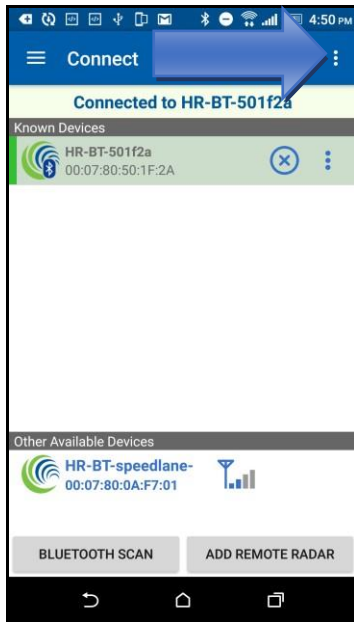 4:50 PM
Connect
Connected to HR-BT-501f2a
Known Devices
HR-BT-501f2a
00:07:80:50:1F:2A
Other Available Devices
HR-BT-speedlane-
00:07:80:0A:F7:01
BLUETOOTH SCAN
ADD REMOTE RADAR